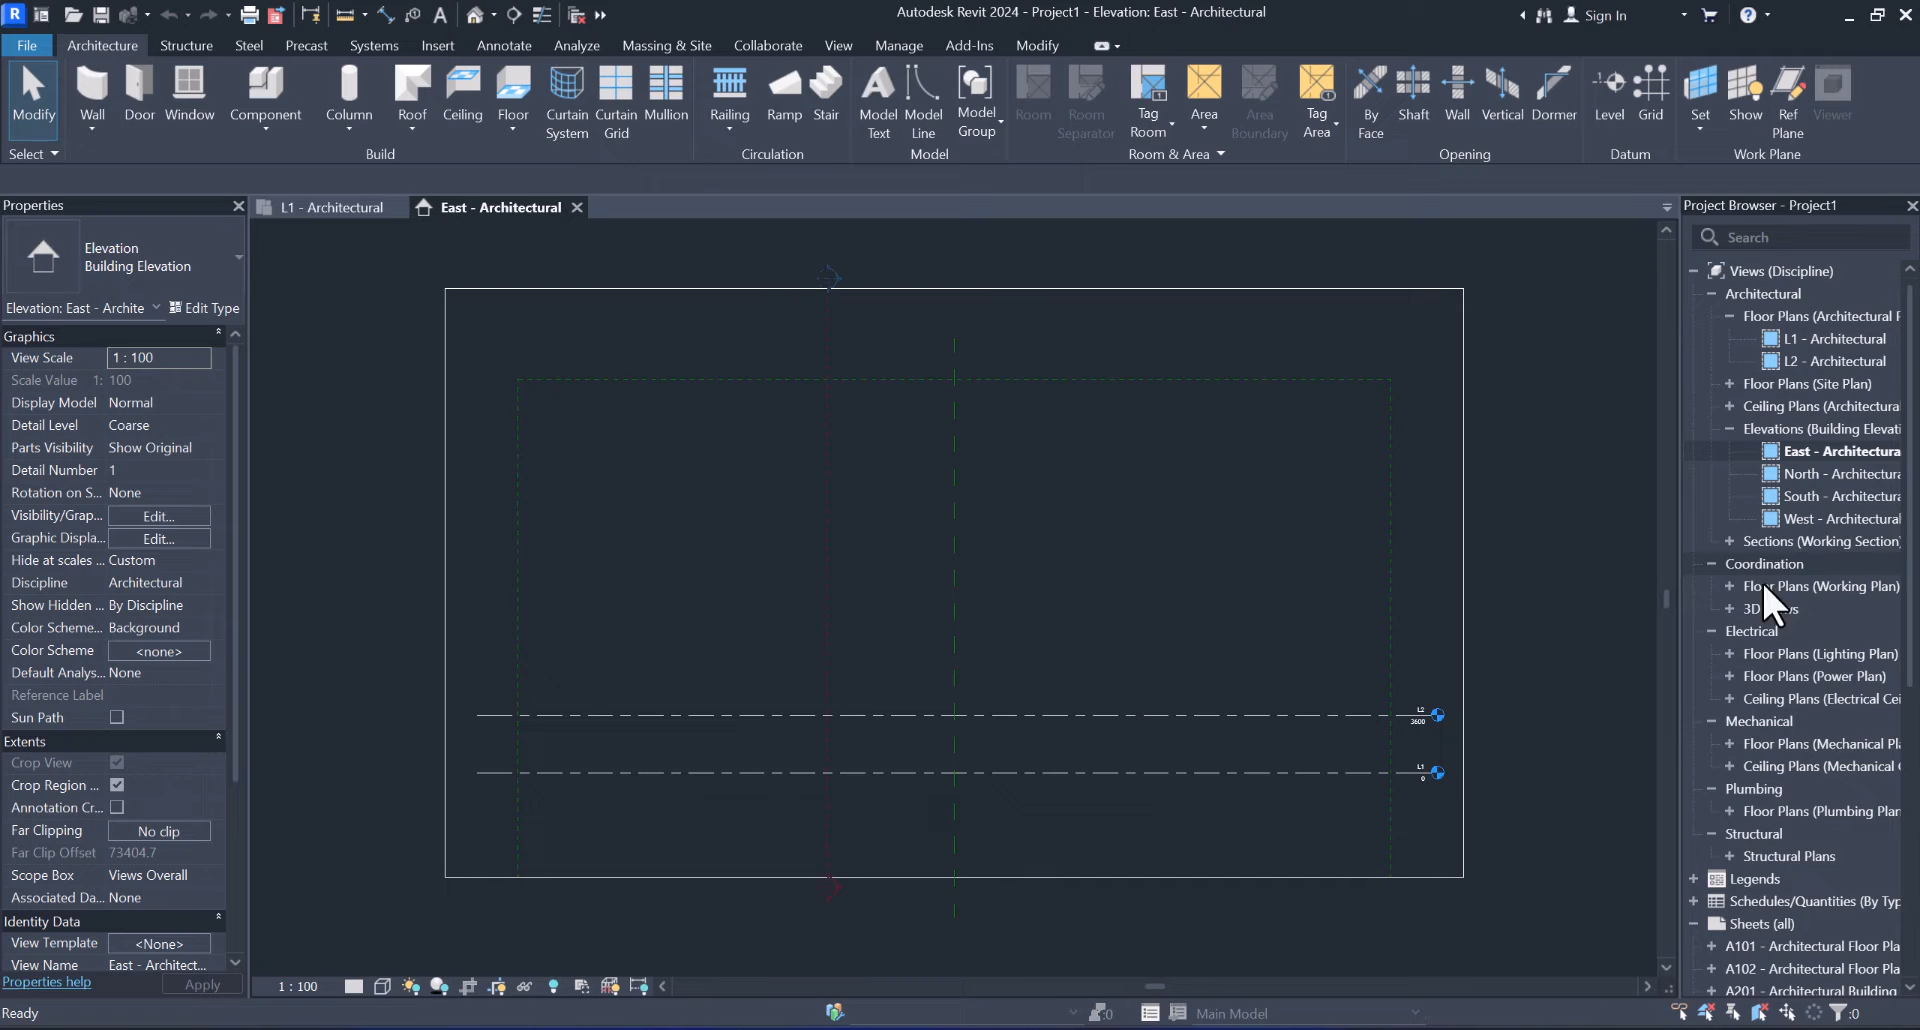 Autodesk Revit 2024 - Project1 - Elevation: East - Architectural
Sign In
File Architecture Structure Steel Precast Systems Insert Annotate Analyze Massing & Site Collaborate View Manage Add-Ins Modify
Modify Wall Door Window Component Column Roof Ceiling Floor Curtain System Curtain Grid Mullion Railing Ramp Stair Model Text Model Line Model Group Room Room Separator Tag Room Area Area Boundary Tag Area By Face Shaft Wall Vertical Dormer Level Grid Set Show Ref Plane Viewer
Select Build Circulation Model Room & Area Opening Datum Work Plane
Properties
L1 - Architectural
East - Architectural
Elevation
Building Elevation
Elevation: East - Archite
Edit Type
Graphics
View Scale 1 : 100
Scale Value 1: 100
Display Model Normal
Detail Level Coarse
Parts Visibility Show Original
Detail Number 1
Rotation on S... None
Visibility/Grap... Edit...
Graphic Displa... Edit...
Hide at scales ... Custom
Discipline Architectural
Show Hidden ... By Discipline
Color Scheme... Background
Color Scheme <none>
Default Analys... None
Reference Label
Sun Path
Extents
Crop View
Crop Region ...
Annotation Cr...
Far Clipping No clip
Far Clip Offset 73404.7
Scope Box Views Overall
Associated Da... None
Identity Data
View Template <None>
View Name East - Architect...
Properties help
Apply
L2
3600
L1
0
Project Browser - Project1
Search
Views (Discipline)
Architectural
Floor Plans (Architectural F
L1 - Architectural
L2 - Architectural
Floor Plans (Site Plan)
Ceiling Plans (Architectura
Elevations (Building Elevati
East - Architectura
North - Architectura
South - Architectura
West - Architectural
Sections (Working Section)
Coordination
Floor Plans (Working Plan)
Electrical
Floor Plans (Lighting Plan)
Floor Plans (Power Plan)
Ceiling Plans (Electrical Cei
Mechanical
Floor Plans (Mechanical Pl
Ceiling Plans (Mechanical
Plumbing
Floor Plans (Plumbing Plan
Structural
Structural Plans
Legends
Schedules/Quantities (By Typ
Sheets (all)
A101 - Architectural Floor Pla
A102 - Architectural Floor Pla
A201 - Architectural Building
1 : 100
Ready
:0
Main Model
:0